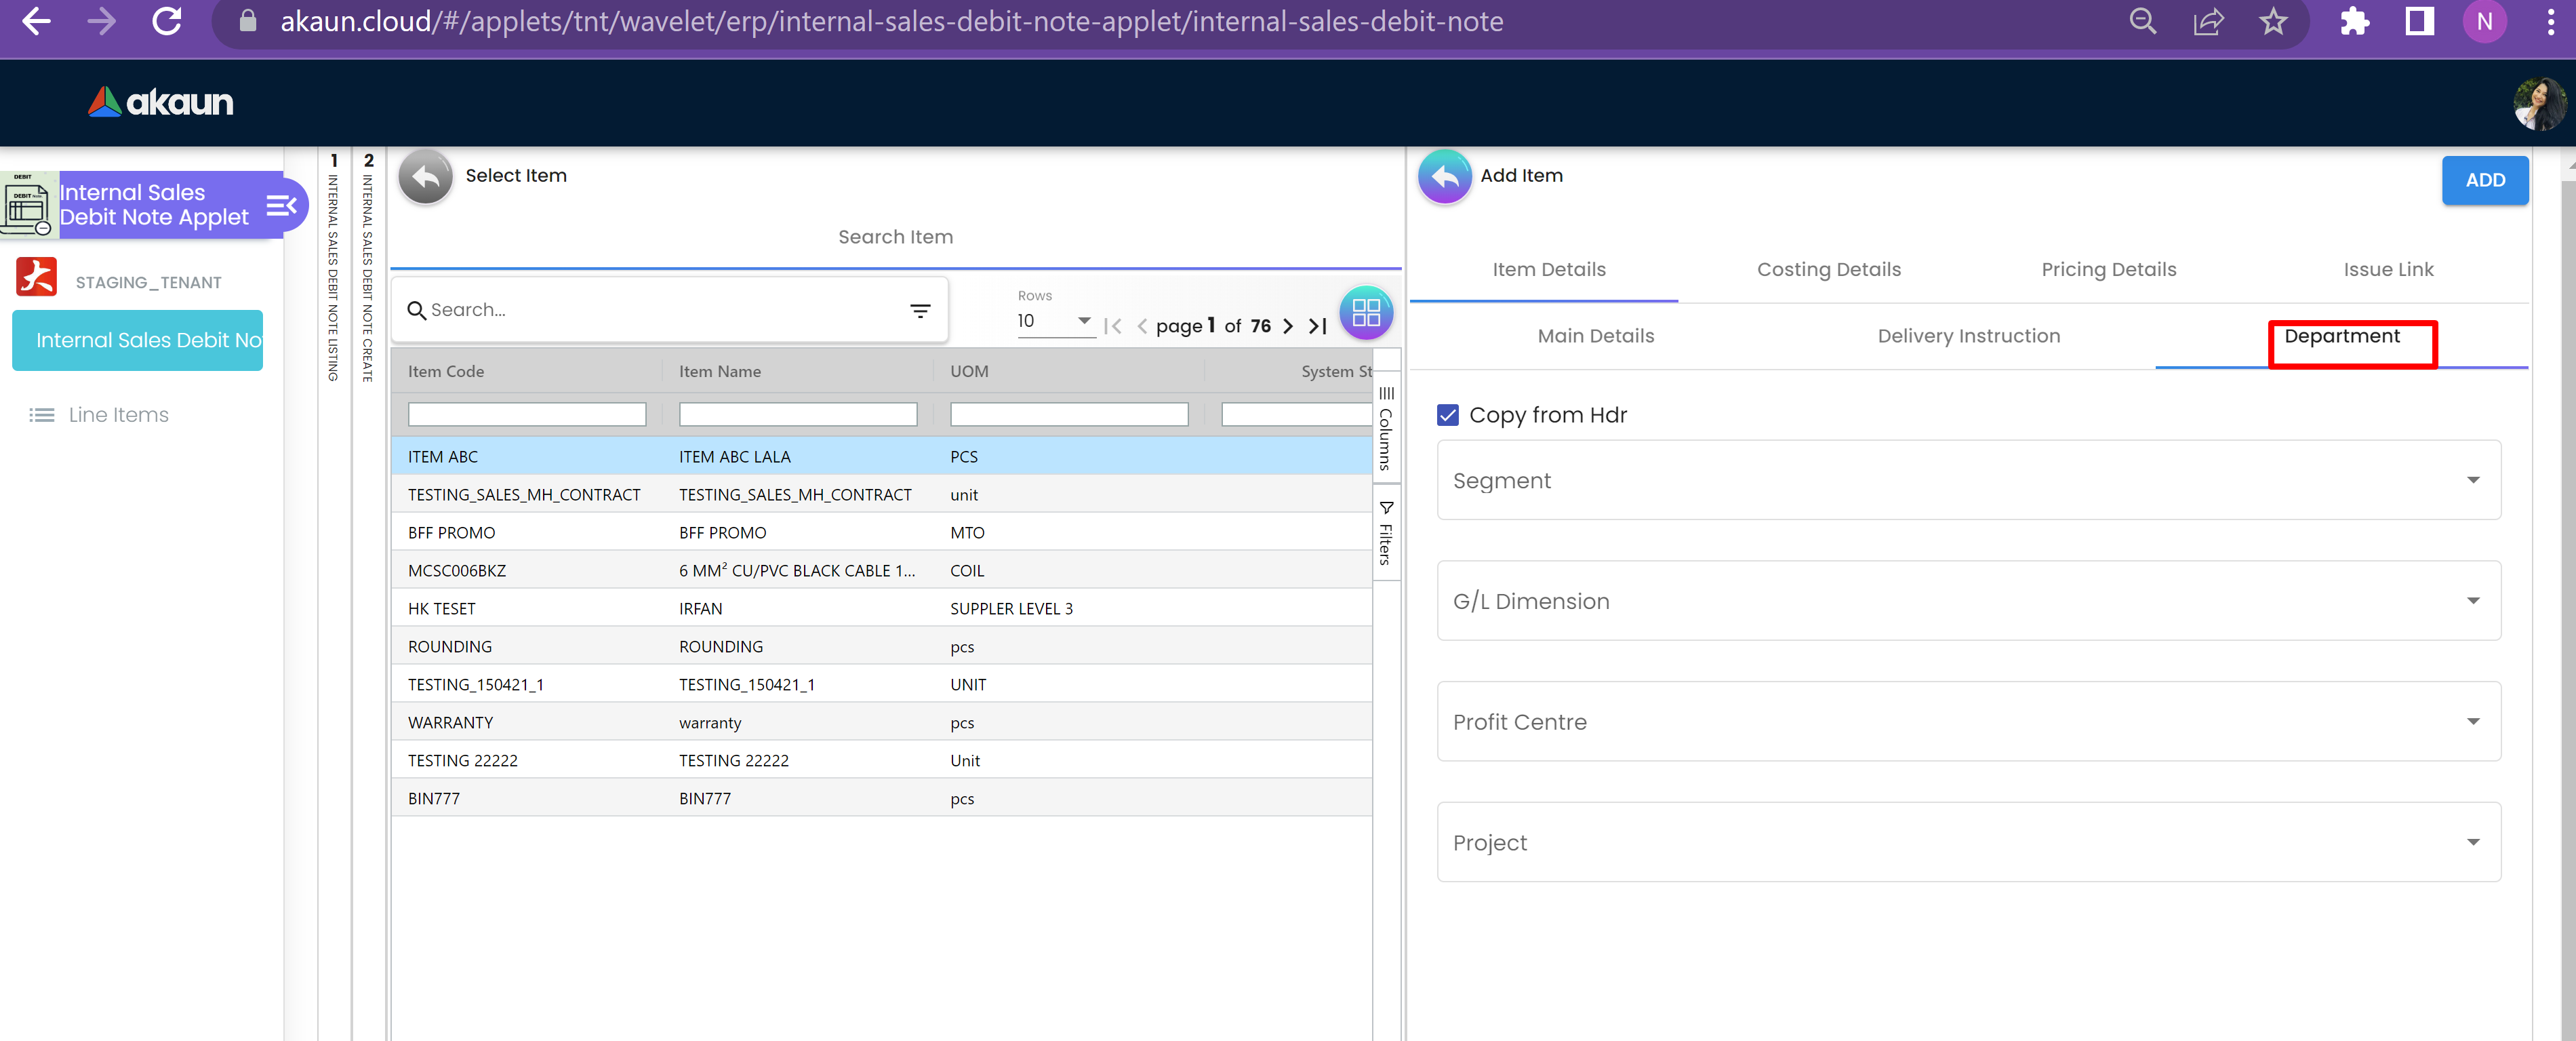 akaun.cloud/#/applets/tnt/wavelet/erp/internal-sales-debit-note-applet/internal-sales-debit-note
N
akaun
DEBIT
Internal Sales
Debit Note Applet
STAGING_TENANT
Internal Sales Debit No
Line Items
1 INTERNAL SALES DEBIT NOTE LISTING
2 INTERNAL SALES DEBIT NOTE CREATE
Select Item
Search Item
Search...
Rows
10
page 1 of 76
Item Code Item Name UOM System St
ITEM ABC ITEM ABC LALA PCS
TESTING_SALES_MH_CONTRACT TESTING_SALES_MH_CONTRACT unit
BFF PROMO BFF PROMO MTO
MCSC006BKZ 6 MM² CU/PVC BLACK CABLE 1... COIL
HK TESET IRFAN SUPPLER LEVEL 3
ROUNDING ROUNDING pcs
TESTING_150421_1 TESTING_150421_1 UNIT
WARRANTY warranty pcs
TESTING 22222 TESTING 22222 Unit
BIN777 BIN777 pcs
Columns
Filters
Add Item
ADD
Item Details Costing Details Pricing Details Issue Link
Main Details Delivery Instruction Department
Copy from Hdr
Segment
G/L Dimension
Profit Centre
Project